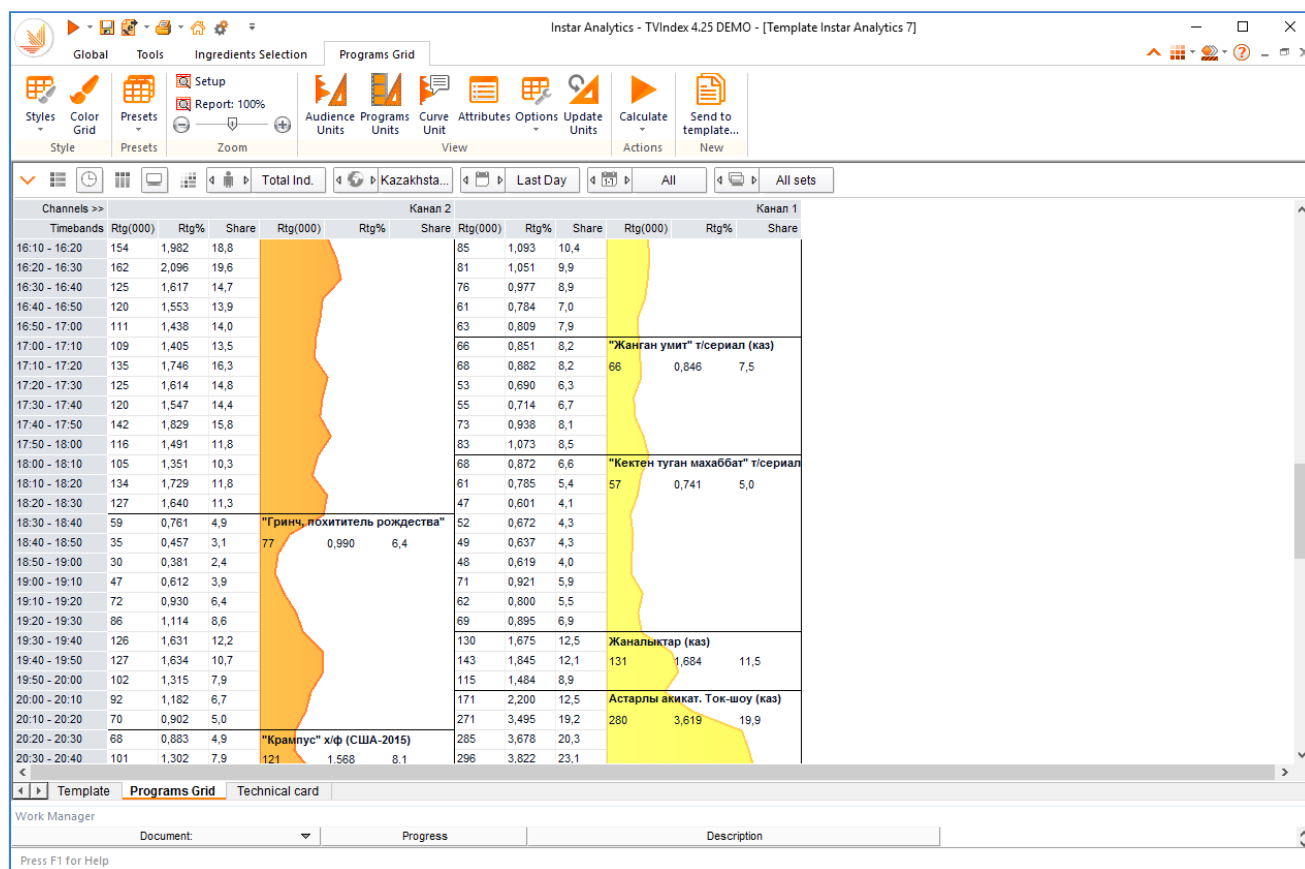 Instar Analytics - TVIndex 4.25 DEMO - [Template Instar Analytics 7]
Global Tools Ingredients Selection Programs Grid
Setup
Report: 100%
Styles Color Grid Presets Audience Units Programs Units Curve Unit Attributes Options Update Units Calculate Send to template...
Style Presets Zoom View Actions New
Total Ind. Kazakhsta... Last Day All All sets
Channels >> Канал 2 Канал 1
Timebands Rtg(000) Rtg% Share Rtg(000) Rtg% Share Rtg(000) Rtg% Share Rtg(000) Rtg% Share
16:10 - 16:20 154 1,982 18,8 85 1,093 10,4
16:20 - 16:30 162 2,096 19,6 81 1,051 9,9
16:30 - 16:40 125 1,617 14,7 76 0,977 8,9
16:40 - 16:50 120 1,553 13,9 61 0,784 7,0
16:50 - 17:00 111 1,438 14,0 63 0,809 7,9
17:00 - 17:10 109 1,405 13,5 66 0,851 8,2 "Жанган умит" т/сериал (каз)
17:10 - 17:20 135 1,746 16,3 68 0,882 8,2 66 0,846 7,5
17:20 - 17:30 125 1,614 14,8 53 0,690 6,3
17:30 - 17:40 120 1,547 14,4 55 0,714 6,7
17:40 - 17:50 142 1,829 15,8 73 0,938 8,1
17:50 - 18:00 116 1,491 11,8 83 1,073 8,5
18:00 - 18:10 105 1,351 10,3 68 0,872 6,6 "Кектен туган махаббат" т/сериал
18:10 - 18:20 134 1,729 11,8 61 0,785 5,4 57 0,741 5,0
18:20 - 18:30 127 1,640 11,3 47 0,601 4,1
18:30 - 18:40 59 0,761 4,9 "Гринч, похититель рождества" 52 0,672 4,3
18:40 - 18:50 35 0,457 3,1 77 0,990 6,4 49 0,637 4,3
18:50 - 19:00 30 0,381 2,4 48 0,619 4,0
19:00 - 19:10 47 0,612 3,9 71 0,921 5,9
19:10 - 19:20 72 0,930 6,4 62 0,800 5,5
19:20 - 19:30 86 1,114 8,6 69 0,895 6,9
19:30 - 19:40 126 1,631 12,2 130 1,675 12,5 Жаналыктар (каз)
19:40 - 19:50 127 1,634 10,7 143 1,845 12,1 131 1,684 11,5
19:50 - 20:00 102 1,315 7,9 115 1,484 8,9
20:00 - 20:10 92 1,182 6,7 171 2,200 12,5 Астарлы акикат. Ток-шоу (каз)
20:10 - 20:20 70 0,902 5,0 271 3,495 19,2 280 3,619 19,9
20:20 - 20:30 68 0,883 4,9 "Крампус" х/ф (США-2015) 285 3,678 20,3
20:30 - 20:40 101 1,302 7,9 121 1,568 8,1 296 3,822 23,1
Template Programs Grid Technical card
Work Manager
Document: Progress Description
Press F1 for Help